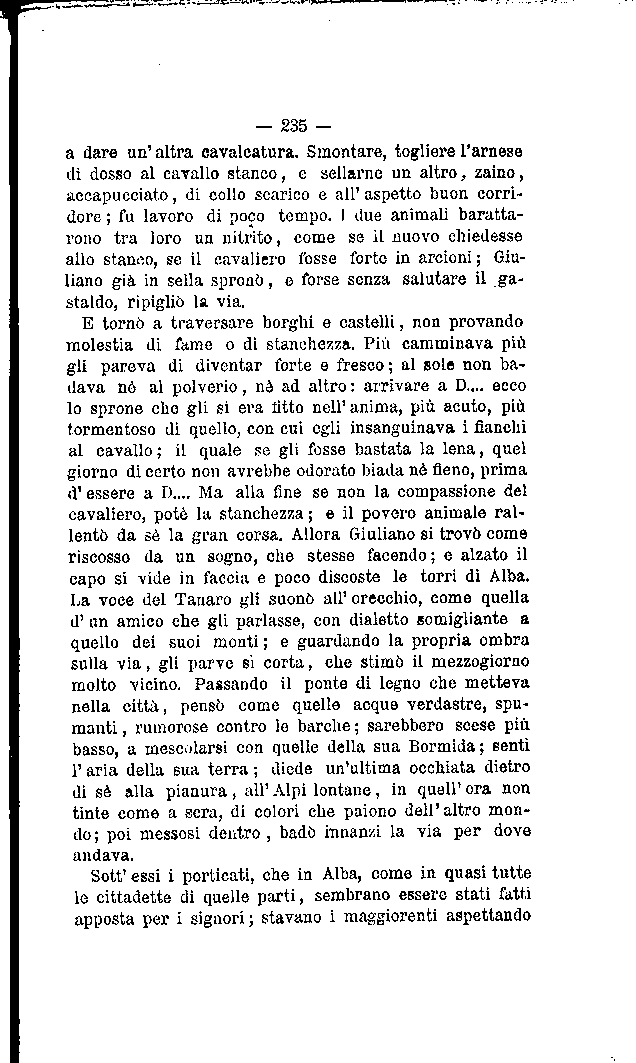 — 235 —
a dare un' altra cavalcatura. Smontare, togliere l'arnese
di dosso al cavallo stanco, e sellarne un altro, zaino,
accapucciato, di collo scarico e all' aspetto buon corri-
dore; fu lavoro di poco tempo. I due animali baratta-
rono tra loro un nitrito, come se il nuovo chiedesse
allo stanco, se il cavaliero fosse forte in arcioni; Giu-
liano già in sella spronò, e forse senza salutare il ga-
staldo, ripigliò la via.
E tornò a traversare borghi e castelli, non provando
molestia di fame o di stanchezza. Più camminava più
gli pareva di diventar forte e fresco; al sole non ba-
dava nè al polverio, nè ad altro: arrivare a D.... ecco
lo sprone che gli si era fitto nell' anima, più acuto, più
tormentoso di quello, con cui egli insanguinava i fianchi
al cavallo; il quale se gli fosse bastata la lena, quel
giorno di certo non avrebbe odorato biada nè fieno, prima
d' essere a D.... Ma alla fine se non la compassione del
cavaliero, potè la stanchezza; e il povero animale ral-
lentò da sè la gran corsa. Allora Giuliano si trovò come
riscosso da un sogno, che stesse facendo; e alzato il
capo si vide in faccia e poco discoste le torri di Alba.
La voce del Tanaro gli suonò all' orecchio, come quella
d' un amico che gli parlasse, con dialetto somigliante a
quello dei suoi monti; e guardando la propria ombra
sulla via, gli parve sì corta, che stimò il mezzogiorno
molto vicino. Passando il ponte di legno che metteva
nella città, pensò come quelle acque verdastre, spu-
manti, rumorose contro le barche; sarebbero scese più
basso, a mescolarsi con quelle della sua Bormida; sentì
l' aria della sua terra; diede un'ultima occhiata dietro
di sè alla pianura, all' Alpi lontane, in quell' ora non
tinte come a sera, di colori che paiono dell' altro mon-
do; poi messosi dentro, badò innanzi la via per dove
andava.
Sott' essi i porticati, che in Alba, come in quasi tutte
le cittadette di quelle parti, sembrano essere stati fatti
apposta per i signori; stavano i maggiorenti aspettando